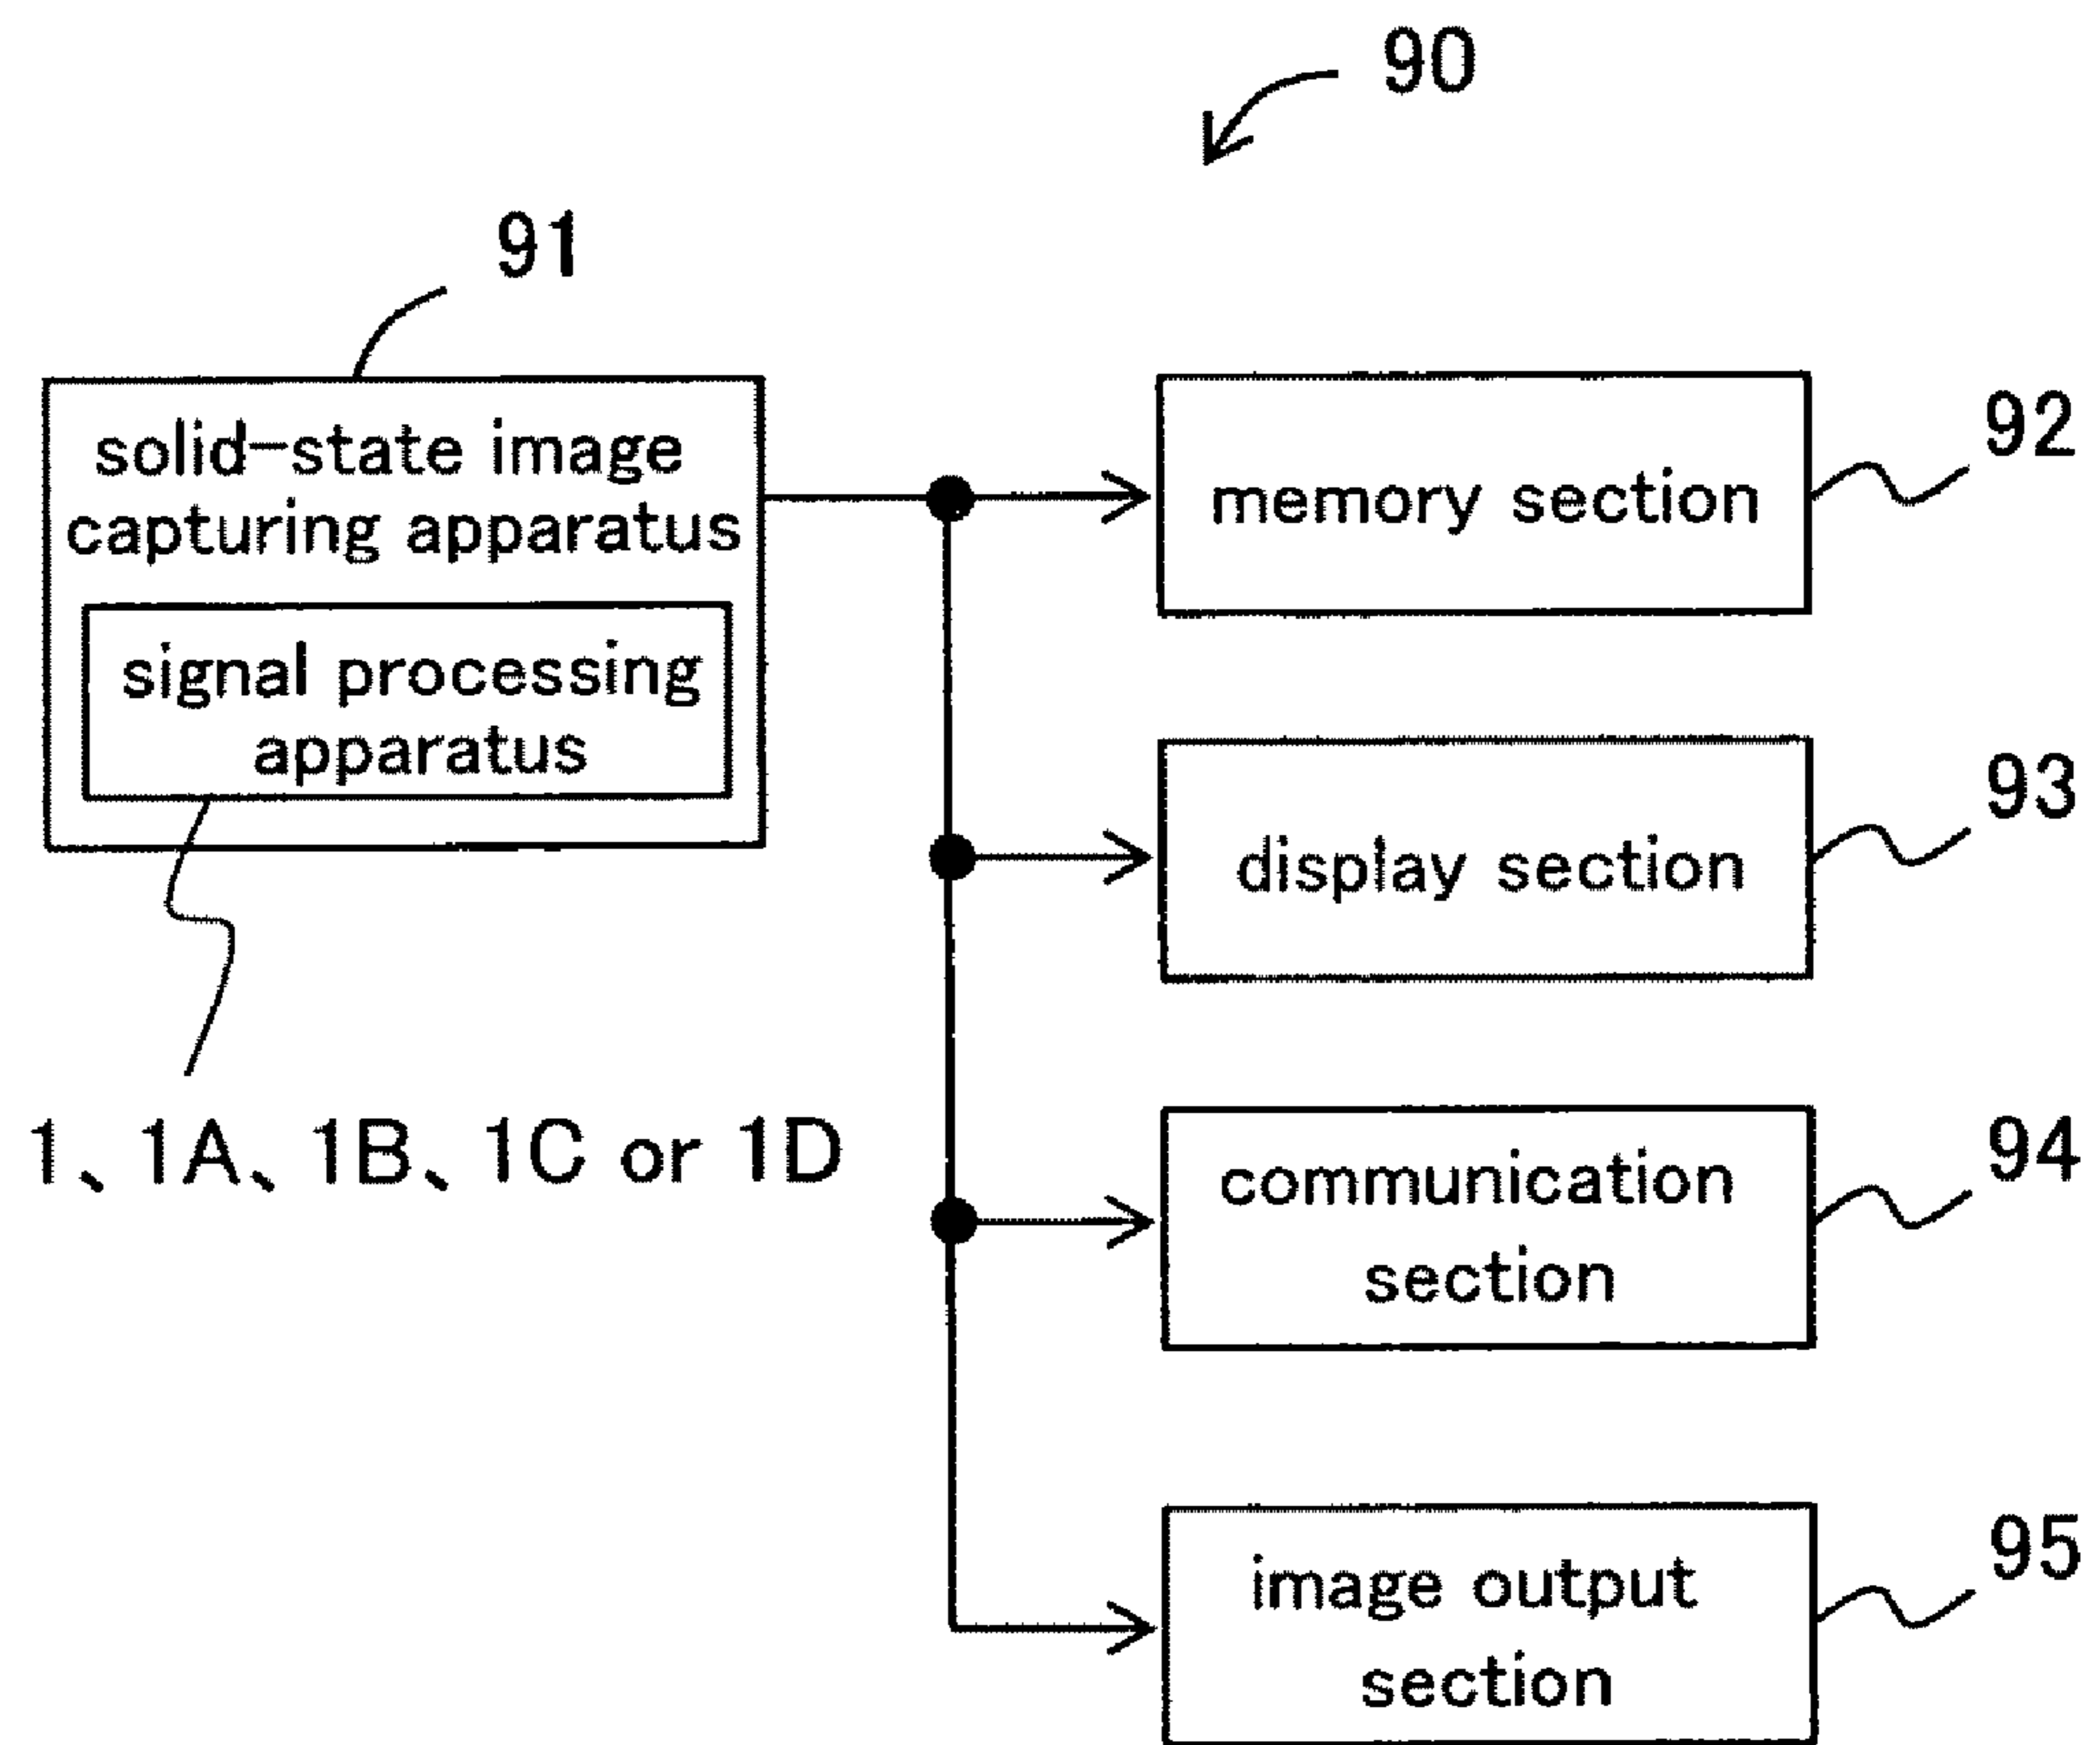 90
91
solid-state image
capturing apparatus
signal processing
apparatus
1、1A、1B、1C or 1D
memory section
92
display section
93
communication
section
94
image output
section
95